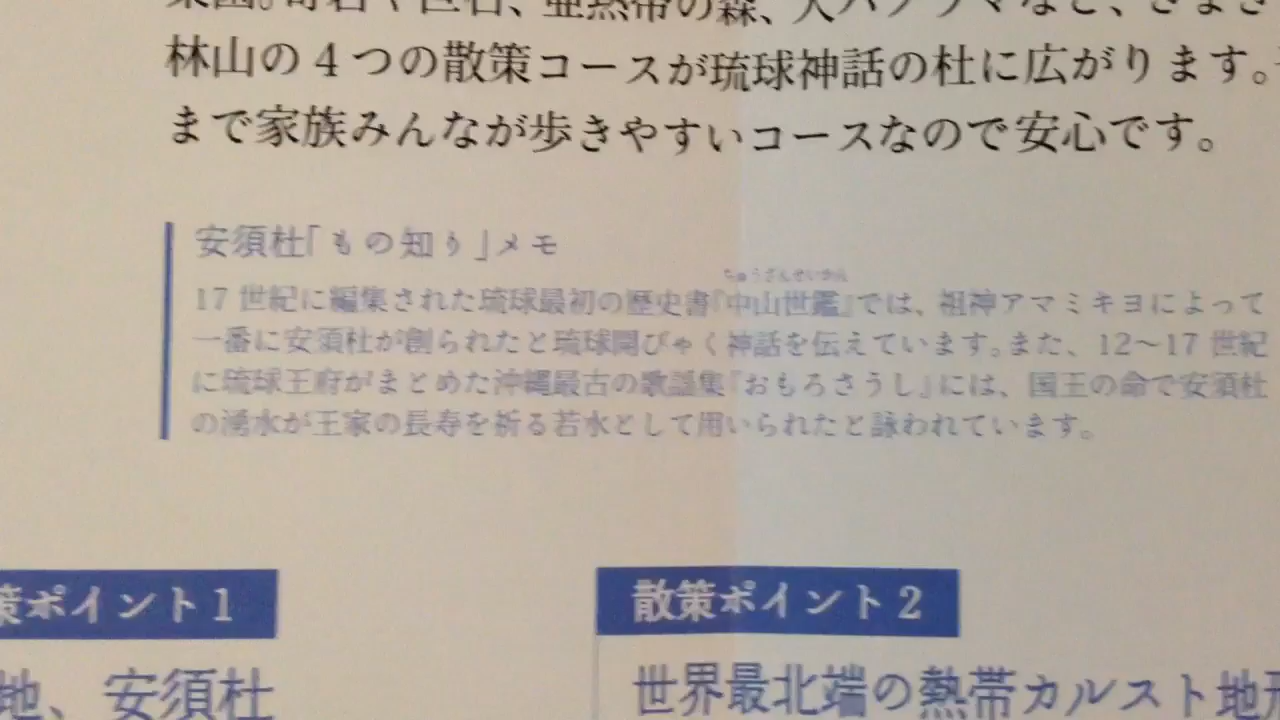 林山の4つの散策コースが琉球神話の杜に広がります。
まで家族みんなが歩きやすいコースなので安心です。
安須杜「もの知り」メモ
ちゅうざんせいかん
17世紀に編集された琉球最初の歴史書『中山世鑑』では、祖神アマミキヨによって
一番に安須杜が創られたと琉球開びゃく神話を伝えています。また、12～17世紀
に琉球王府がまとめた沖縄最古の歌謡集『おもろさうし』には、国王の命で安須杜
の湧水が王家の長寿を祈る若水として用いられたと詠われています。
策ポイント1
散策ポイント2
地、安須杜
世界最北端の熱帯カルスト地形